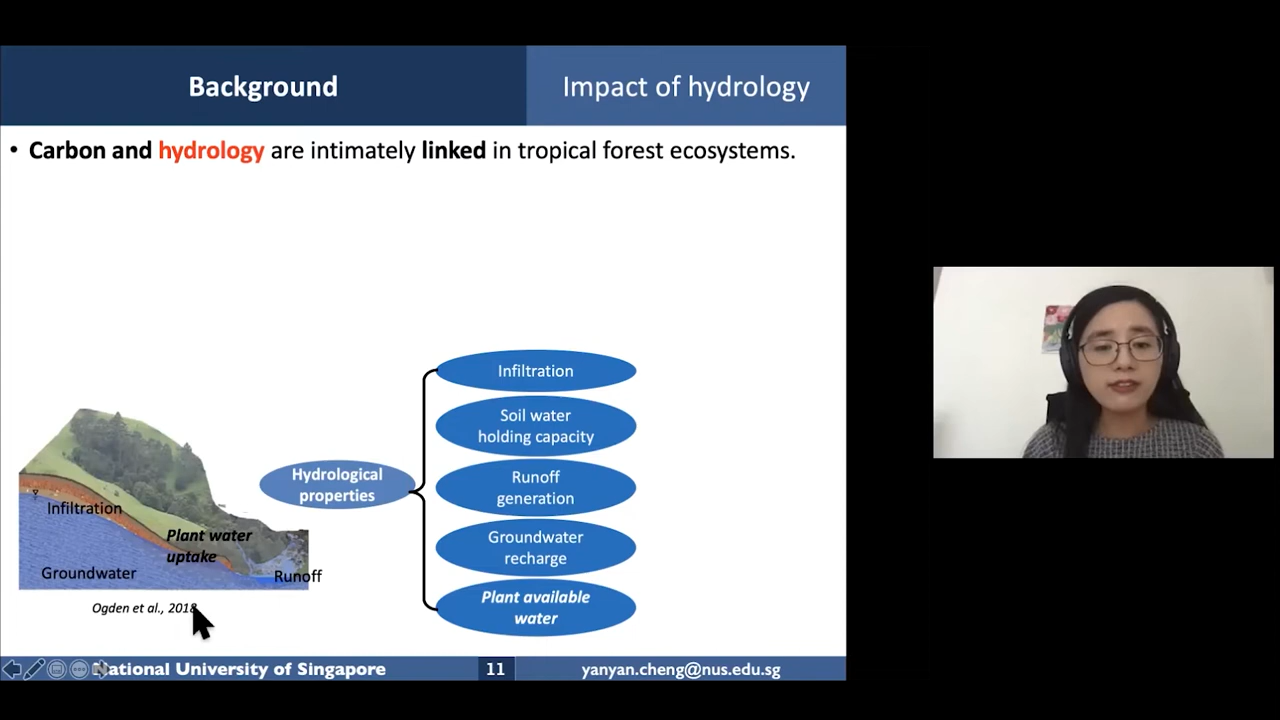 Background
Impact of hydrology
• Carbon and hydrology are intimately linked in tropical forest ecosystems.
Infiltration
Soil water
holding capacity
Hydrological
properties
Runoff
generation
Infiltration
Plant water
uptake
Groundwater
recharge
Groundwater
Runoff
Plant available
water
Ogden et al., 2018
National University of Singapore
11
yanyan.cheng@nus.edu.sg